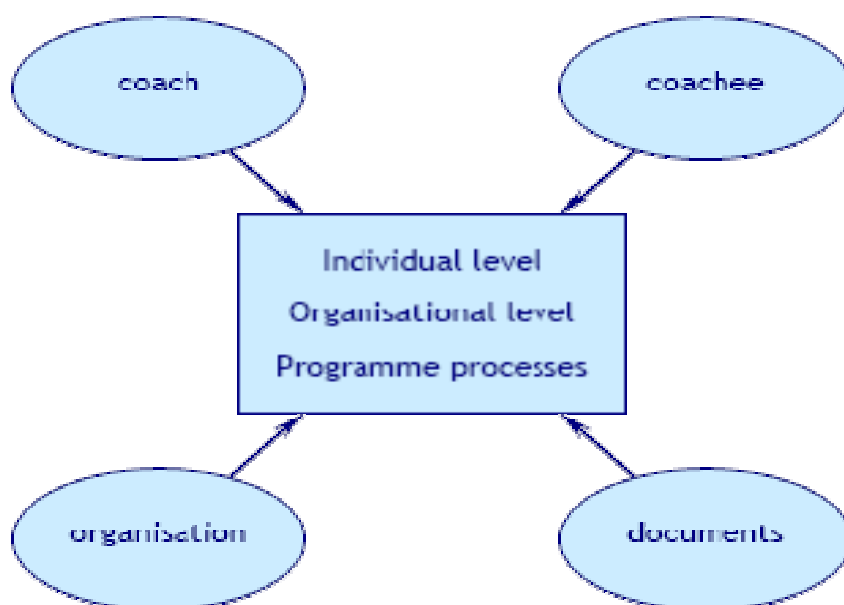 coach
coachee
Individual level
Organisational level
Programme processes
organisation
documents